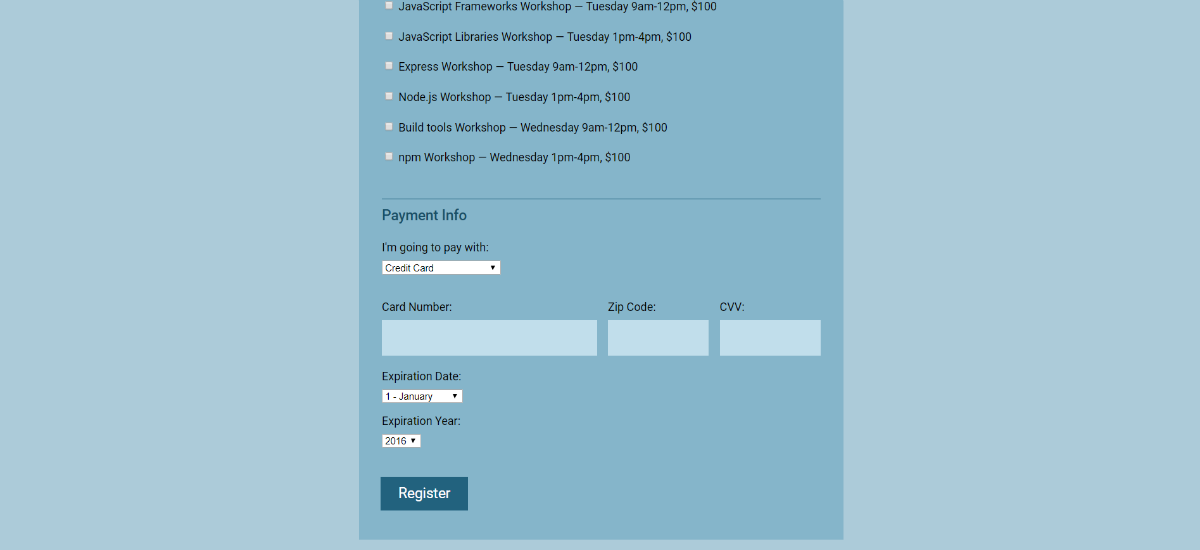 JavaScript Frameworks Workshop — Tuesday 9am-12pm, $100
JavaScript Libraries Workshop — Tuesday 1pm-4pm, $100
Express Workshop — Tuesday 9am-12pm, $100
Node.js Workshop — Tuesday 1pm-4pm, $100
Build tools Workshop — Wednesday 9am-12pm, $100
npm Workshop — Wednesday 1pm-4pm, $100
Payment Info
I'm going to pay with:
Credit Card
Card Number: Zip Code: CVV:
Expiration Date:
1 - January
Expiration Year:
2016
Register